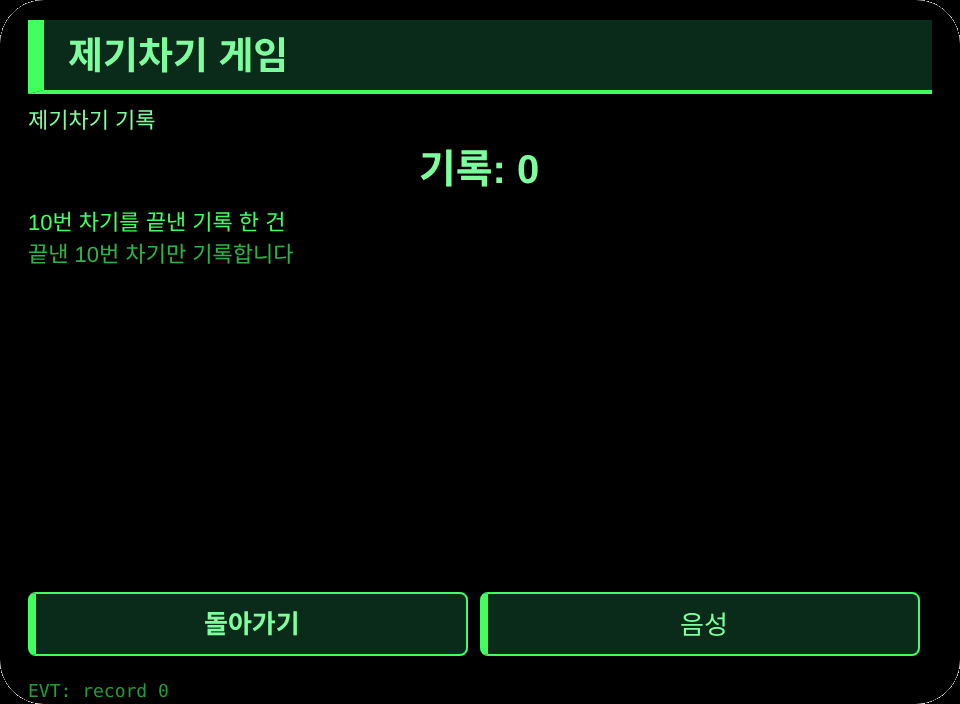 제기차기 게임
제기차기 기록
기록: 0
10번 차기를 끝낸 기록 한 건
끝낸 10번 차기만 기록합니다
돌아가기
음성
EVT: record 0